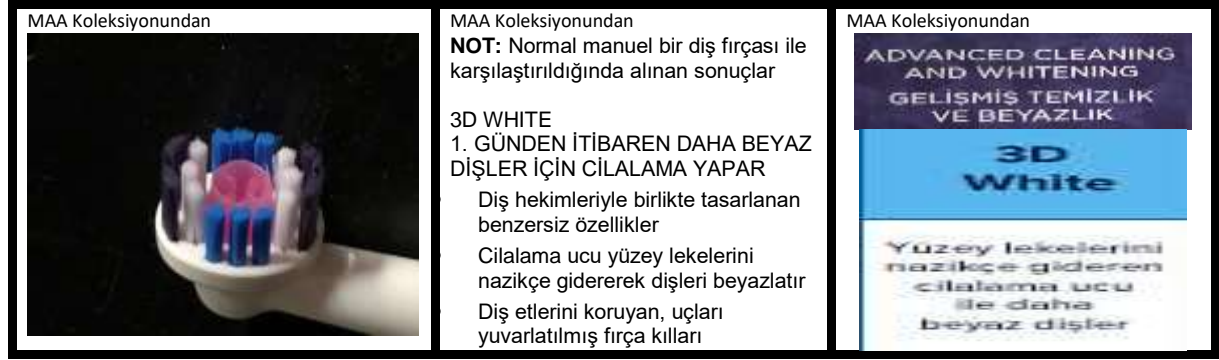 MAA Koleksiyonundan
MAA Koleksiyonundan
NOT: Normal manuel bir diş fırçası ile
karşılaştırıldığında alınan sonuçlar
3D WHITE
1. GÜNDEN İTİBAREN DAHA BEYAZ
DİŞLER İÇİN CİLALAMA YAPAR
Diş hekimleriyle birlikte tasarlanan
benzersiz özellikler
Cilalama ucu yüzey lekelerini
nazikçe gidererek dişleri beyazlatır
Diş etlerini koruyan, uçları
yuvarlatılmış fırça kılları
MAA Koleksiyonundan
ADVANCED CLEANING
AND WHITENING
GELİŞMİŞ TEMİZLİK
VE BEYAZLIK
3D
White
Yüzey lekelerini
nazikçe gideren
cilalama ucu
ile daha
beyaz dişler